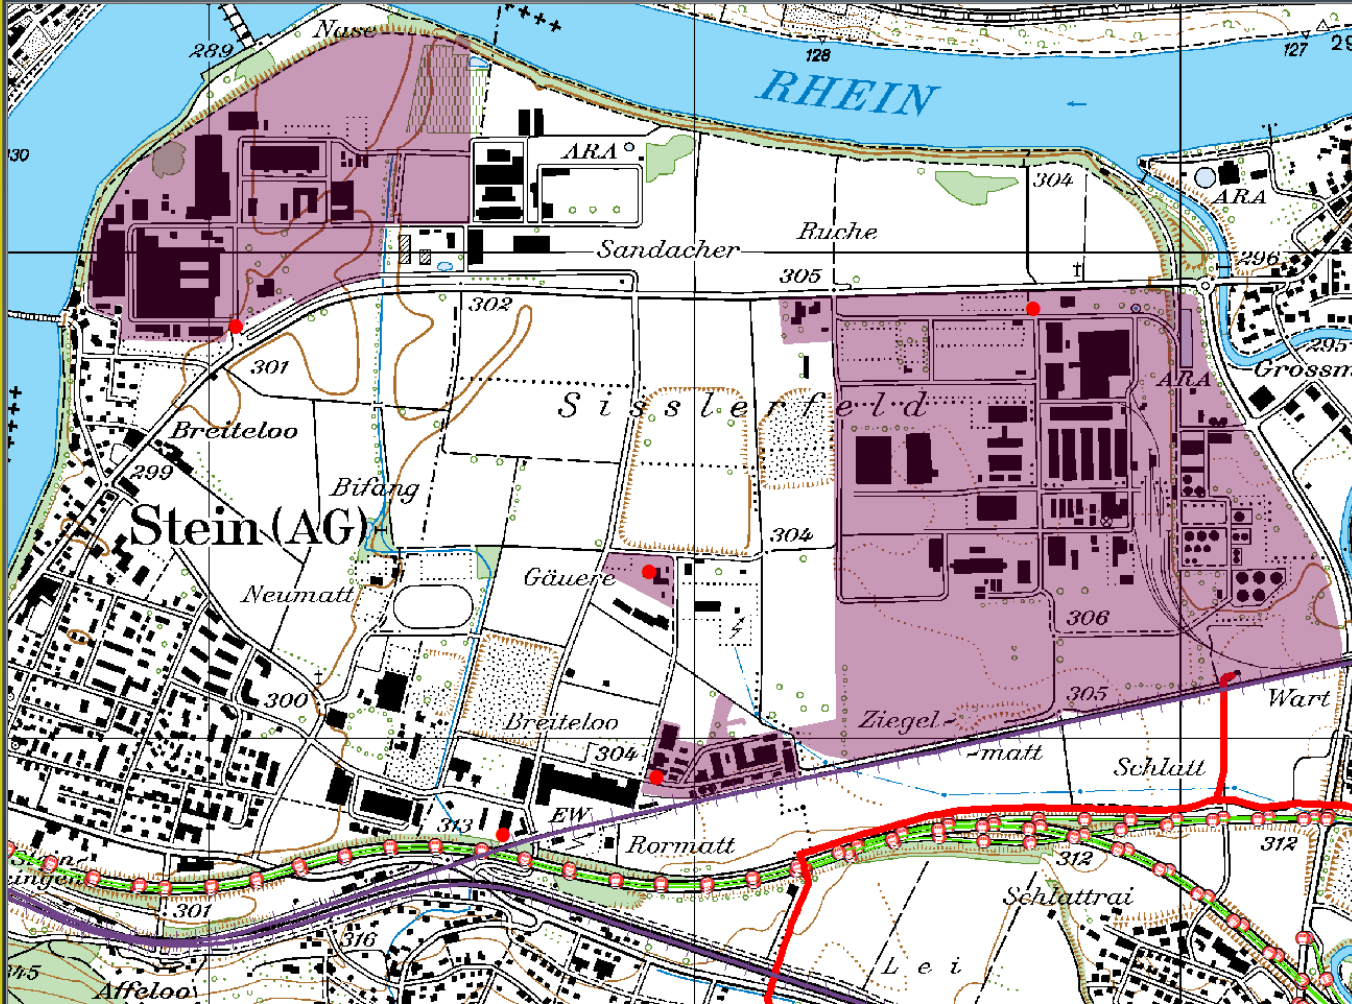 Nase
289
128
127
29
RHEIN
ARA
304
ARA
Ruche
Sandacher
305
296
302
295
301
Grossm
ARA
Sisslerfeld
Breiteloo
299
Bifang
Stein (AG)
304
Gäuere
Neumatt
306
300
305
Wart
Breiteloo
Ziegel-
-matt
304
Schlatt
EW
313
Rormatt
312
312
301
Schlattrai
316
Lei
Affeloo